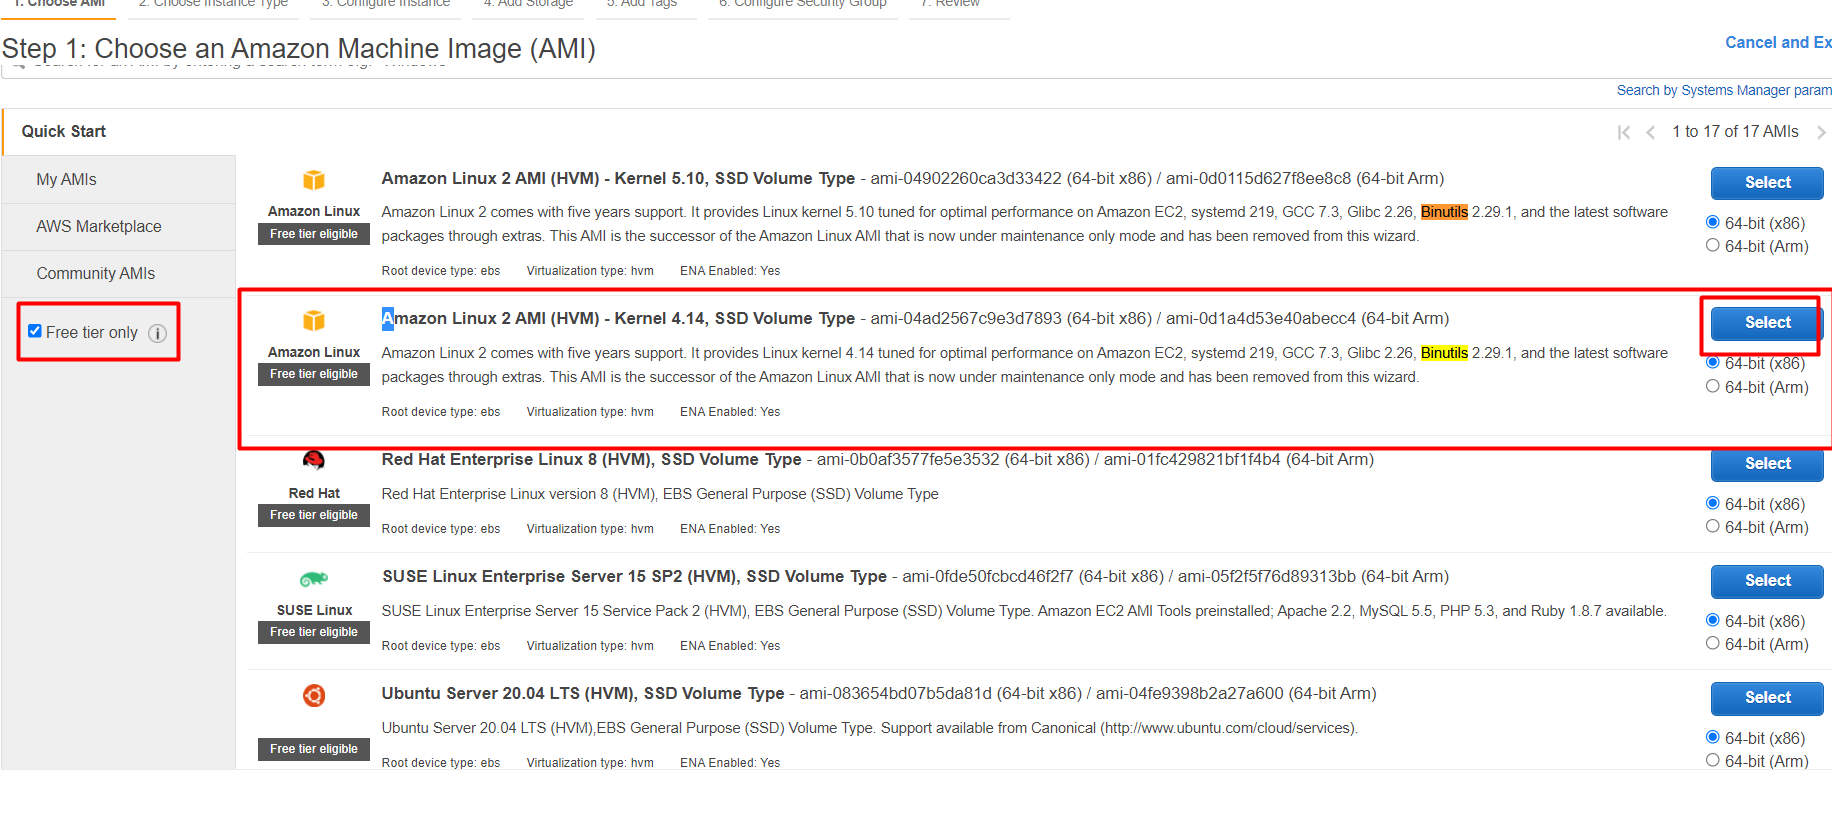 1. Choose AMI 2. Choose Instance Type 3. Configure Instance 4. Add Storage 5. Add Tags 6. Configure Security Group 7. Review
Step 1: Choose an Amazon Machine Image (AMI)
Cancel and Ex
Search for an AMI by entering a search term e.g. "Windows"
Search by Systems Manager param
Quick Start
1 to 17 of 17 AMIs
My AMIs
AWS Marketplace
Community AMIs
Free tier only
Amazon Linux
Free tier eligible
Amazon Linux 2 AMI (HVM) - Kernel 5.10, SSD Volume Type - ami-04902260ca3d33422 (64-bit x86) / ami-0d0115d627f8ee8c8 (64-bit Arm)
Amazon Linux 2 comes with five years support. It provides Linux kernel 5.10 tuned for optimal performance on Amazon EC2, systemd 219, GCC 7.3, Glibc 2.26, Binutils 2.29.1, and the latest software
packages through extras. This AMI is the successor of the Amazon Linux AMI that is now under maintenance only mode and has been removed from this wizard.
Root device type: ebs Virtualization type: hvm ENA Enabled: Yes
Select
64-bit (x86)
64-bit (Arm)
Amazon Linux
Free tier eligible
Amazon Linux 2 AMI (HVM) - Kernel 4.14, SSD Volume Type - ami-04ad2567c9e3d7893 (64-bit x86) / ami-0d1a4d53e40abecc4 (64-bit Arm)
Amazon Linux 2 comes with five years support. It provides Linux kernel 4.14 tuned for optimal performance on Amazon EC2, systemd 219, GCC 7.3, Glibc 2.26, Binutils 2.29.1, and the latest software
packages through extras. This AMI is the successor of the Amazon Linux AMI that is now under maintenance only mode and has been removed from this wizard.
Root device type: ebs Virtualization type: hvm ENA Enabled: Yes
Select
64-bit (x86)
64-bit (Arm)
Red Hat
Free tier eligible
Red Hat Enterprise Linux 8 (HVM), SSD Volume Type - ami-0b0af3577fe5e3532 (64-bit x86) / ami-01fc429821bf1f4b4 (64-bit Arm)
Red Hat Enterprise Linux version 8 (HVM), EBS General Purpose (SSD) Volume Type
Root device type: ebs Virtualization type: hvm ENA Enabled: Yes
Select
64-bit (x86)
64-bit (Arm)
SUSE Linux
Free tier eligible
SUSE Linux Enterprise Server 15 SP2 (HVM), SSD Volume Type - ami-0fde50fcbcd46f2f7 (64-bit x86) / ami-05f2f5f76d89313bb (64-bit Arm)
SUSE Linux Enterprise Server 15 Service Pack 2 (HVM), EBS General Purpose (SSD) Volume Type. Amazon EC2 AMI Tools preinstalled; Apache 2.2, MySQL 5.5, PHP 5.3, and Ruby 1.8.7 available.
Root device type: ebs Virtualization type: hvm ENA Enabled: Yes
Select
64-bit (x86)
64-bit (Arm)
Free tier eligible
Ubuntu Server 20.04 LTS (HVM), SSD Volume Type - ami-083654bd07b5da81d (64-bit x86) / ami-04fe9398b2a27a600 (64-bit Arm)
Ubuntu Server 20.04 LTS (HVM),EBS General Purpose (SSD) Volume Type. Support available from Canonical (http://www.ubuntu.com/cloud/services).
Root device type: ebs Virtualization type: hvm ENA Enabled: Yes
Select
64-bit (x86)
64-bit (Arm)